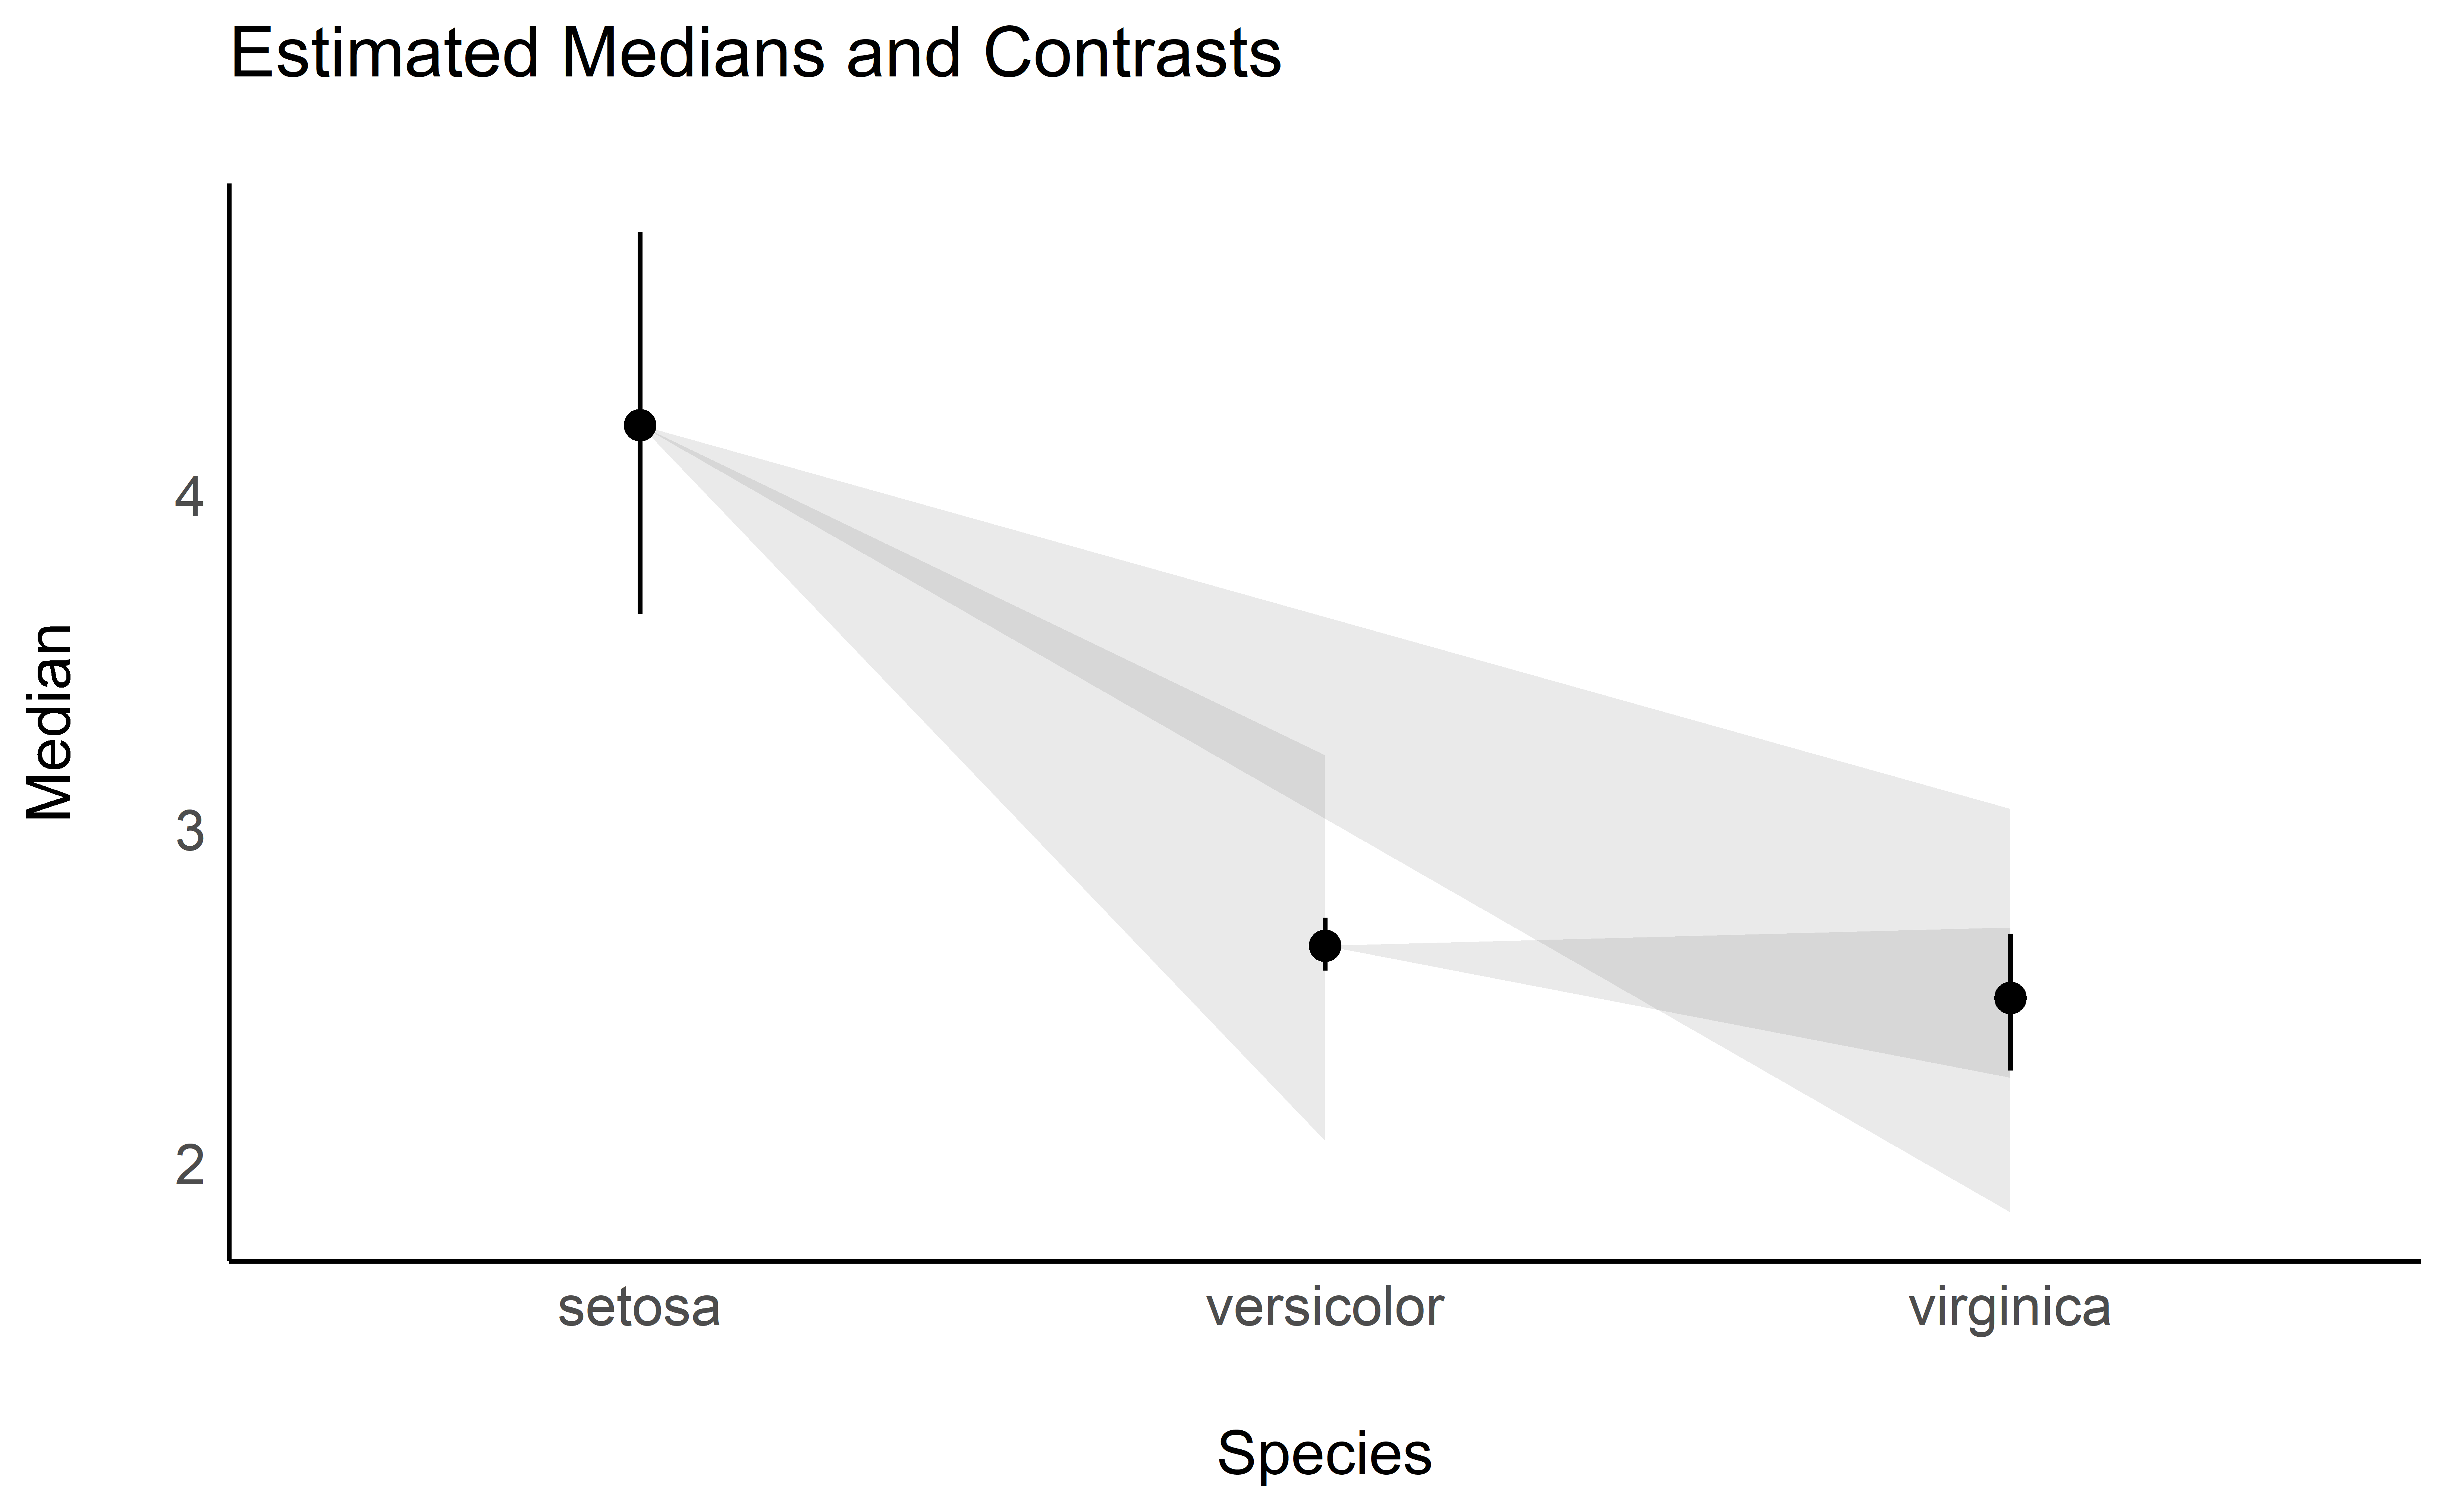 Estimated Medians and Contrasts
Median
4
3
2
setosa versicolor virginica
Species